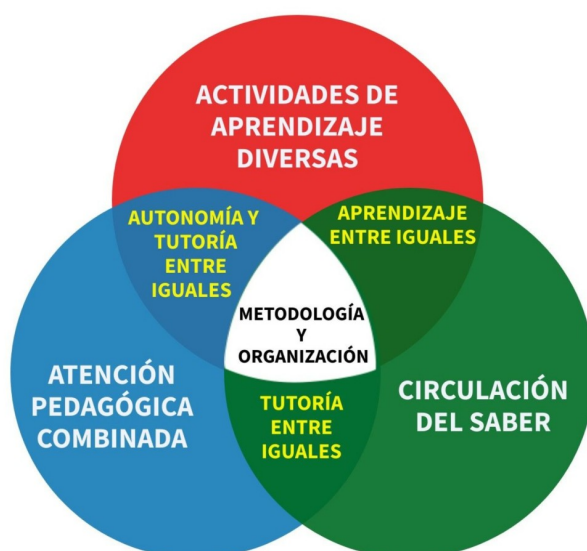 ACTIVIDADES DE
APRENDIZAJE
DIVERSAS
AUTONOMÍA Y
TUTORÍA
ENTRE
IGUALES
APRENDIZAJE
ENTRE IGUALES
METODOLOGÍA
Y
ORGANIZACIÓN
ATENCIÓN
PEDAGÓGICA
COMBINADA
TUTORÍA
ENTRE
IGUALES
CIRCULACIÓN
DEL SABER